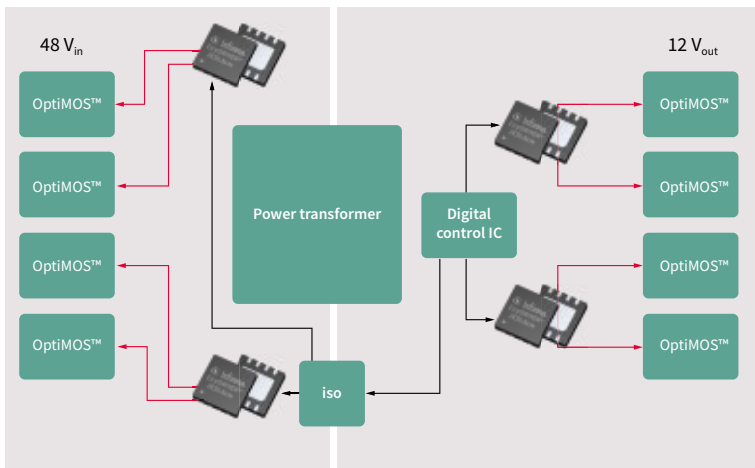 48 Vin
12 Vout
OptiMOS™
OptiMOS™
OptiMOS™
OptiMOS™
Power transformer
Digital
control IC
iso
OptiMOS™
OptiMOS™
OptiMOS™
OptiMOS™